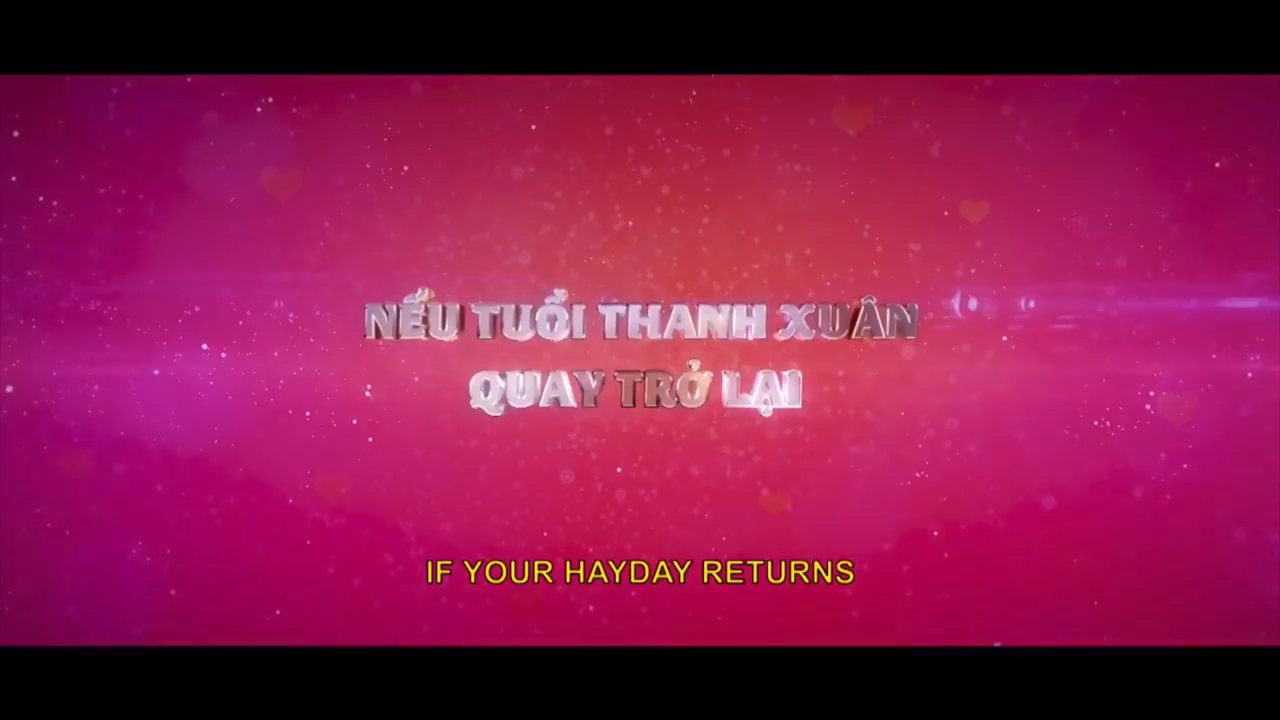 NẾU TUỔI THANH XUÂN
QUAY TRỞ LẠI
IF YOUR HAYDAY RETURNS